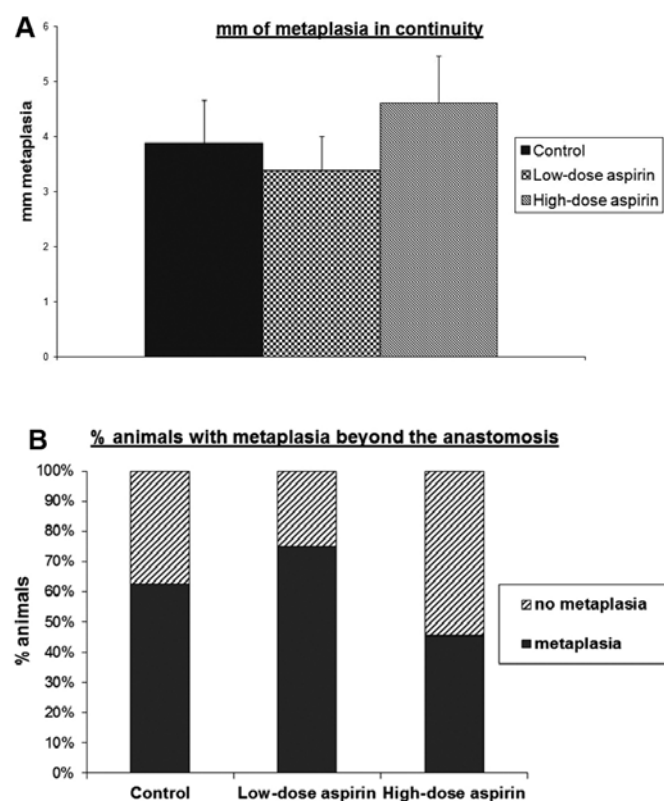 A
mm of metaplasia in continuity
6
5
4
3
2
1
0
mm metaplasia
Control
Low-dose aspirin
High-dose aspirin
B
% animals with metaplasia beyond the anastomosis
100%
90%
80%
70%
60%
50%
40%
30%
20%
10%
0%
% animals
no metaplasia
metaplasia
Control Low-dose aspirin High-dose aspirin